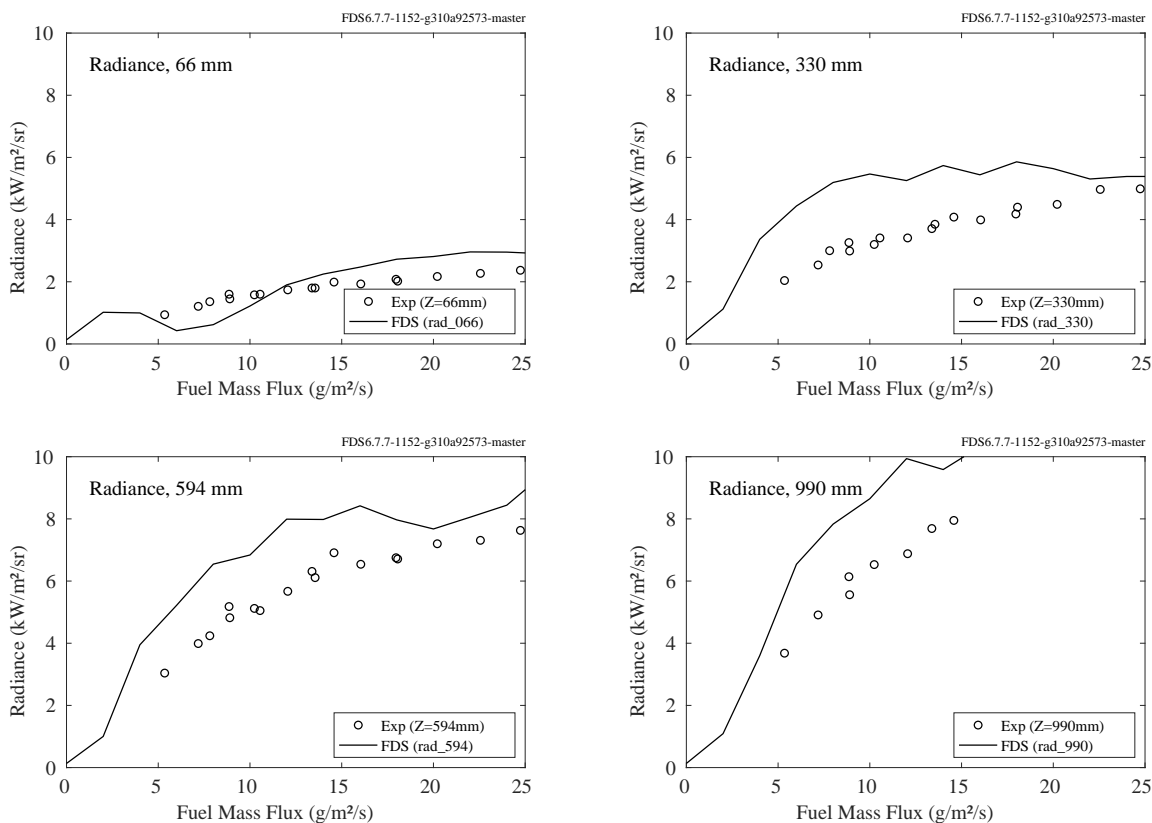 FDS6.7.7-1152-g310a92573-master
10
8
6
4
2
0
Radiance (kW/m²/sr)
Radiance, 66 mm
Exp (Z=66mm)
FDS (rad_066)
0 5 10 15 20 25
Fuel Mass Flux (g/m²/s)
FDS6.7.7-1152-g310a92573-master
10
8
6
4
2
0
Radiance (kW/m²/sr)
Radiance, 330 mm
Exp (Z=330mm)
FDS (rad_330)
0 5 10 15 20 25
Fuel Mass Flux (g/m²/s)
FDS6.7.7-1152-g310a92573-master
10
8
6
4
2
0
Radiance (kW/m²/sr)
Radiance, 594 mm
Exp (Z=594mm)
FDS (rad_594)
0 5 10 15 20 25
Fuel Mass Flux (g/m²/s)
FDS6.7.7-1152-g310a92573-master
10
8
6
4
2
0
Radiance (kW/m²/sr)
Radiance, 990 mm
Exp (Z=990mm)
FDS (rad_990)
0 5 10 15 20 25
Fuel Mass Flux (g/m²/s)